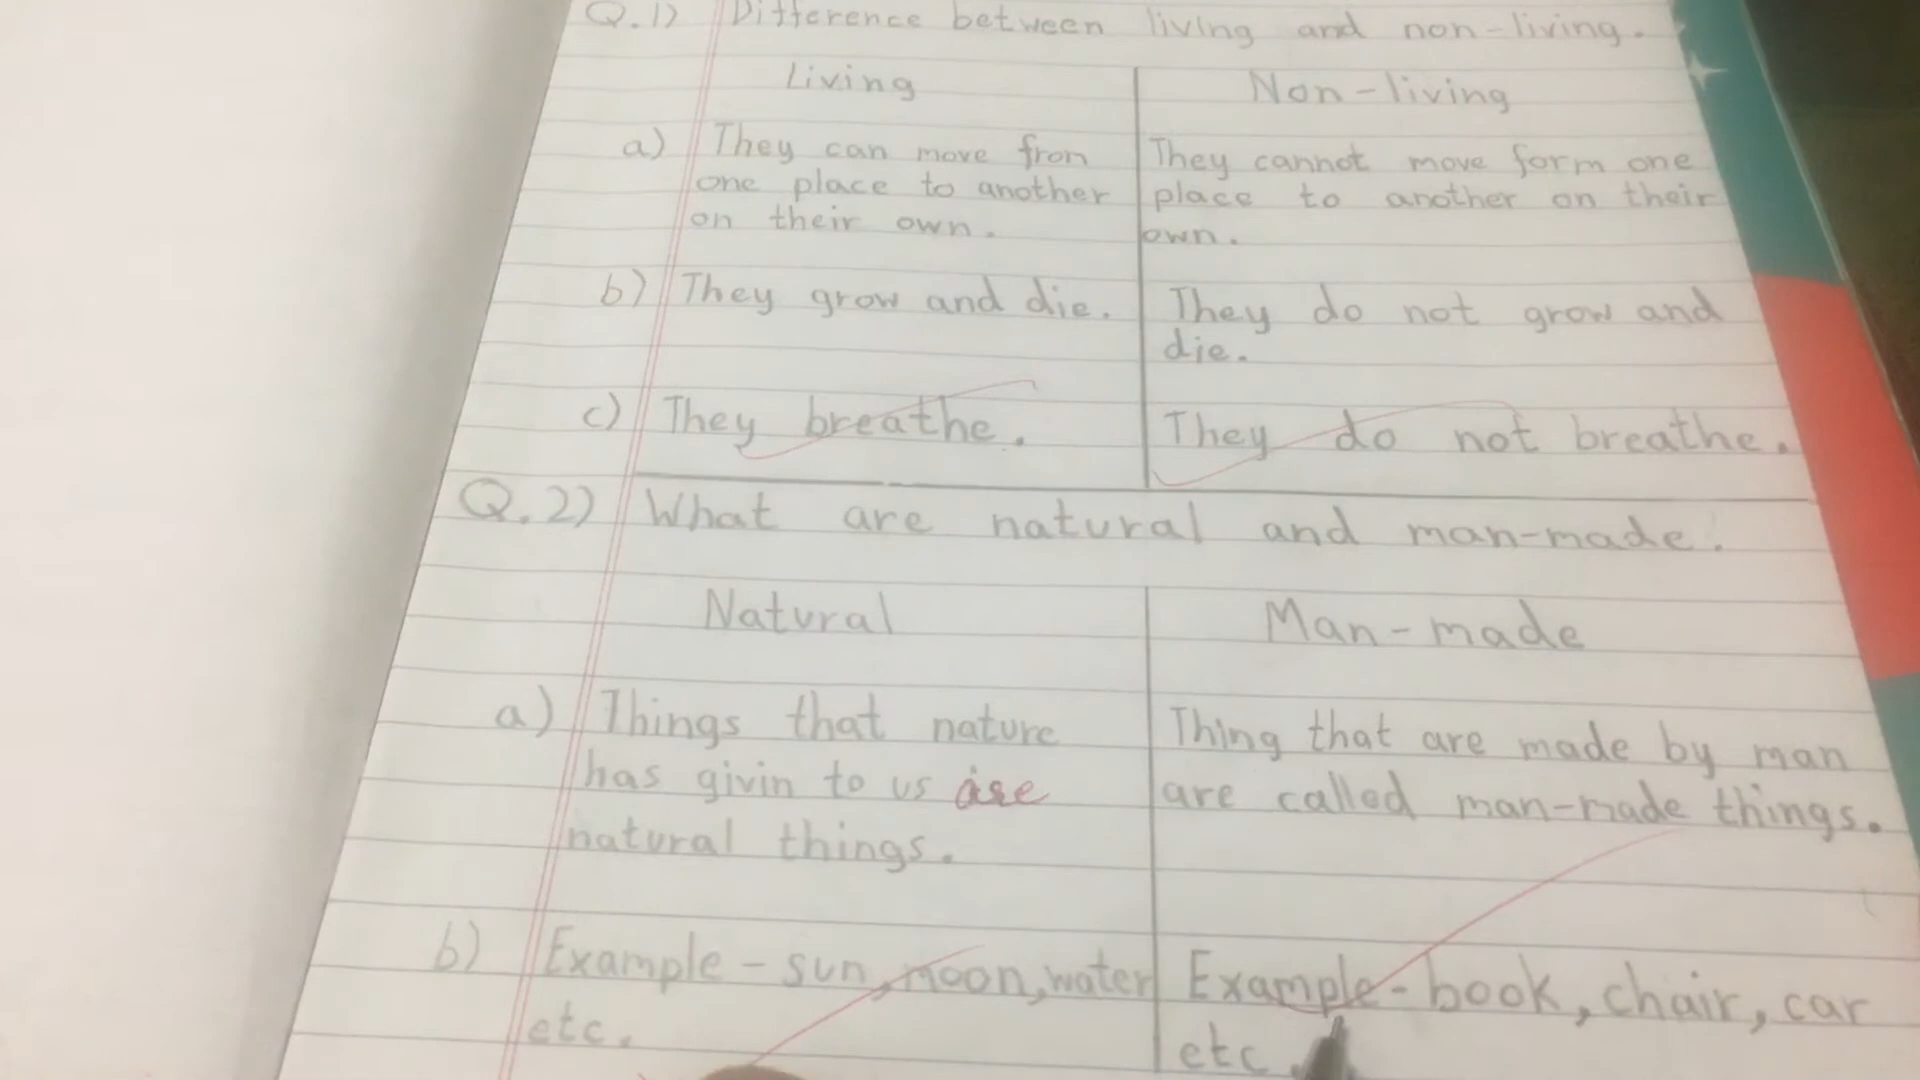 Q.1) Difference between living and non-living.
Living
Non-living
a) They can move fron
one place to another
on their own.
They cannot move form one
place to another on their
own.
b) They grow and die.
They do not grow and
die.
c) They breathe.
They do not breathe.
Q.2) What are natural and man-made.
Natural
Man-made
a) Things that nature
has givin to us are
natural things.
Thing that are made by man
are called man-made things.
b) Example - sun, moon, water
etc.
Example - book, chair, car
etc.